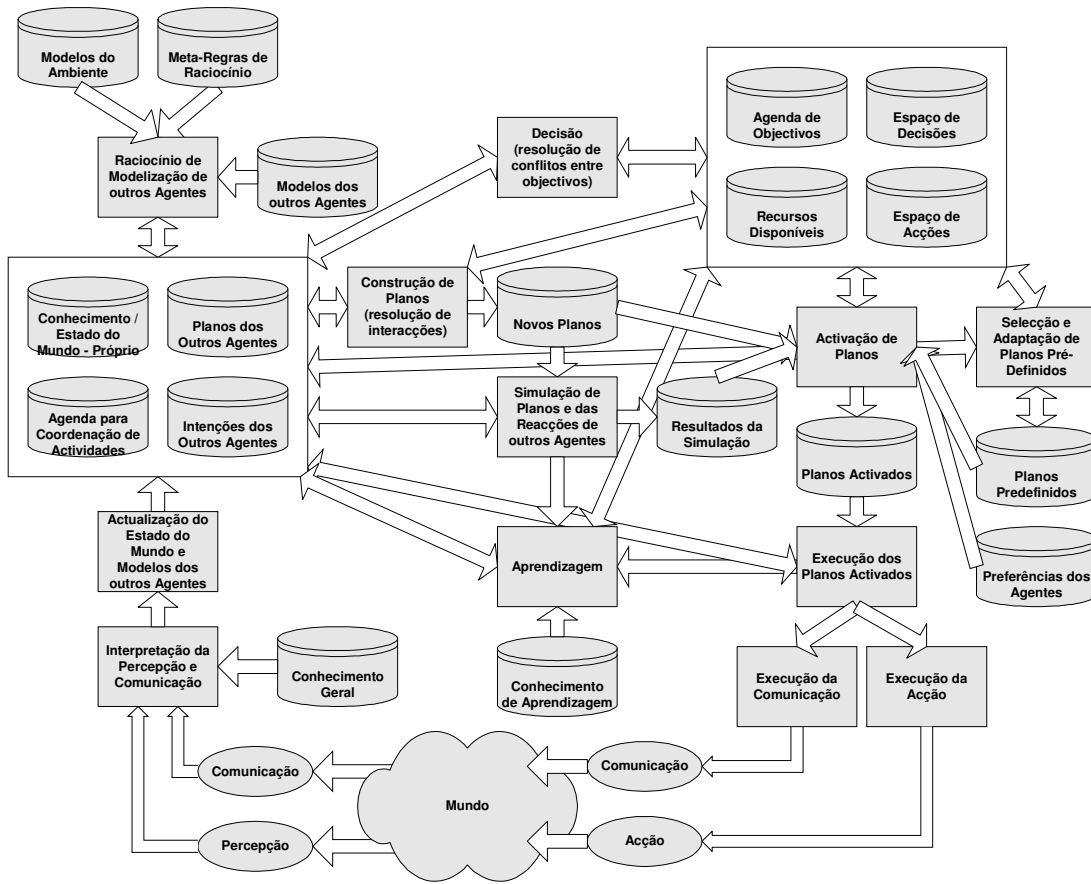 Modelos do
Ambiente
Meta-Regras de
Raciocínio
Raciocínio de
Modelização de
outros Agentes
Modelos dos
outros Agentes
Decisão
(resolução de
conflitos entre
objectivos)
Agenda de
Objectivos
Espaço de
Decisões
Recursos
Disponíveis
Espaço de
Acções
Conhecimento /
Estado do
Mundo - Próprio
Planos dos
Outros Agentes
Agenda para
Coordenação de
Actividades
Intenções dos
Outros Agentes
Construção de
Planos
(resolução de
interacções)
Novos Planos
Activação de
Planos
Selecção e
Adaptação de
Planos Pré-
Definidos
Simulação de
Planos e das
Reacções de
outros Agentes
Resultados da
Simulação
Planos Activados
Planos
Predefinidos
Actualização do
Estado do
Mundo e
Modelos dos
outros Agentes
Aprendizagem
Execução dos
Planos Activados
Preferências dos
Agentes
Interpretação da
Percepção e
Comunicação
Conhecimento
Geral
Conhecimento
de Aprendizagem
Execução da
Comunicação
Execução da
Acção
Comunicação
Mundo
Comunicação
Percepção
Acção